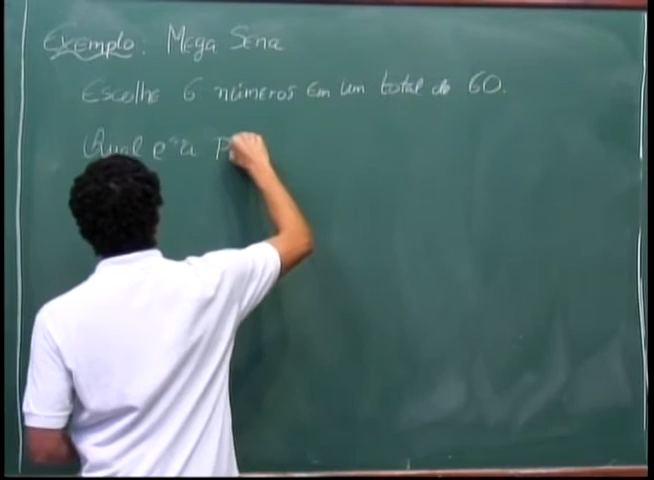 Exemplo: Mega Sena
Escolhe 6 números em um total de 60.
Qual é a